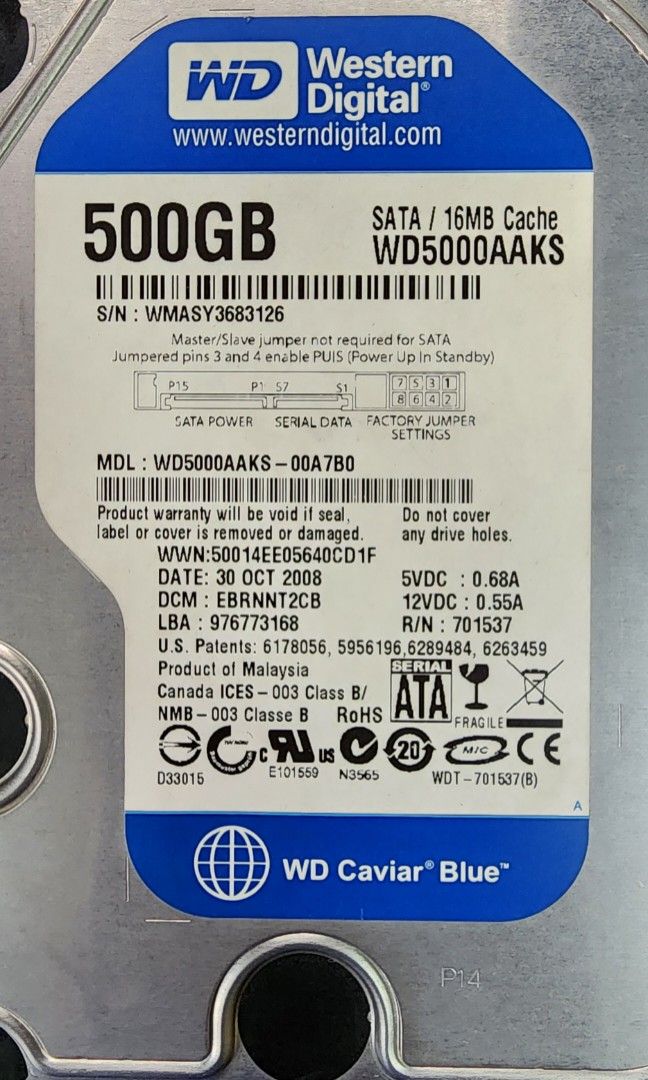 WD Western Digital®
www.westerndigital.com
500GB
SATA / 16MB Cache
WD5000AAKS
S/N : WMASY3683126
Master/Slave jumper not required for SATA
Jumpered pins 3 and 4 enable PUIS (Power Up In Standby)
P15 P1 S7 S1 7 5 3 1
8 6 4 2
SATA POWER SERIAL DATA FACTORY JUMPER
SETTINGS
MDL : WD5000AAKS-00A7B0
Product warranty will be void if seal,
label or cover is removed or damaged.
Do not cover
any drive holes.
WWN:50014EE05640CD1F
DATE: 30 OCT 2008
5VDC : 0.68A
DCM : EBRNNT2CB
12VDC : 0.55A
LBA : 976773168
R/N : 701537
U.S. Patents: 6178056, 5956196,6289484, 6263459
Product of Malaysia
Canada ICES-003 Class B/
NMB-003 Classe B RoHS
SERIAL
ATA
FRAGILE
D33015
c RU us
E101559
N3565
20
MIC
CE
WDT-701537(B)
A
WD Caviar® Blue™
P14